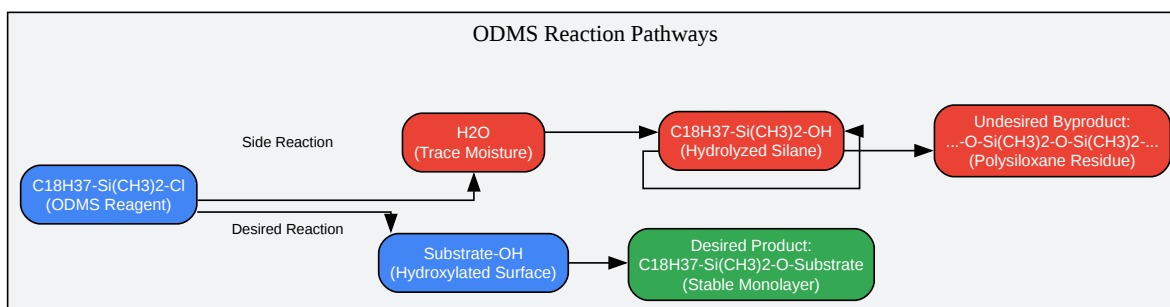 ODMS Reaction Pathways
Side Reaction
H2O
(Trace Moisture)
C18H37-Si(CH3)2-OH
(Hydrolyzed Silane)
Undesired Byproduct:
...-O-Si(CH3)2-O-Si(CH3)2-...
(Polysiloxane Residue)
C18H37-Si(CH3)2-Cl
(ODMS Reagent)
Desired Reaction
Substrate-OH
(Hydroxylated Surface)
Desired Product:
C18H37-Si(CH3)2-O-Substrate
(Stable Monolayer)